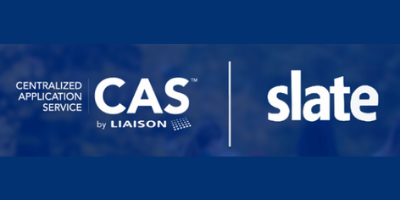 CENTRALIZED
APPLICATION
SERVICE
CAS™
by LIAISON
slate